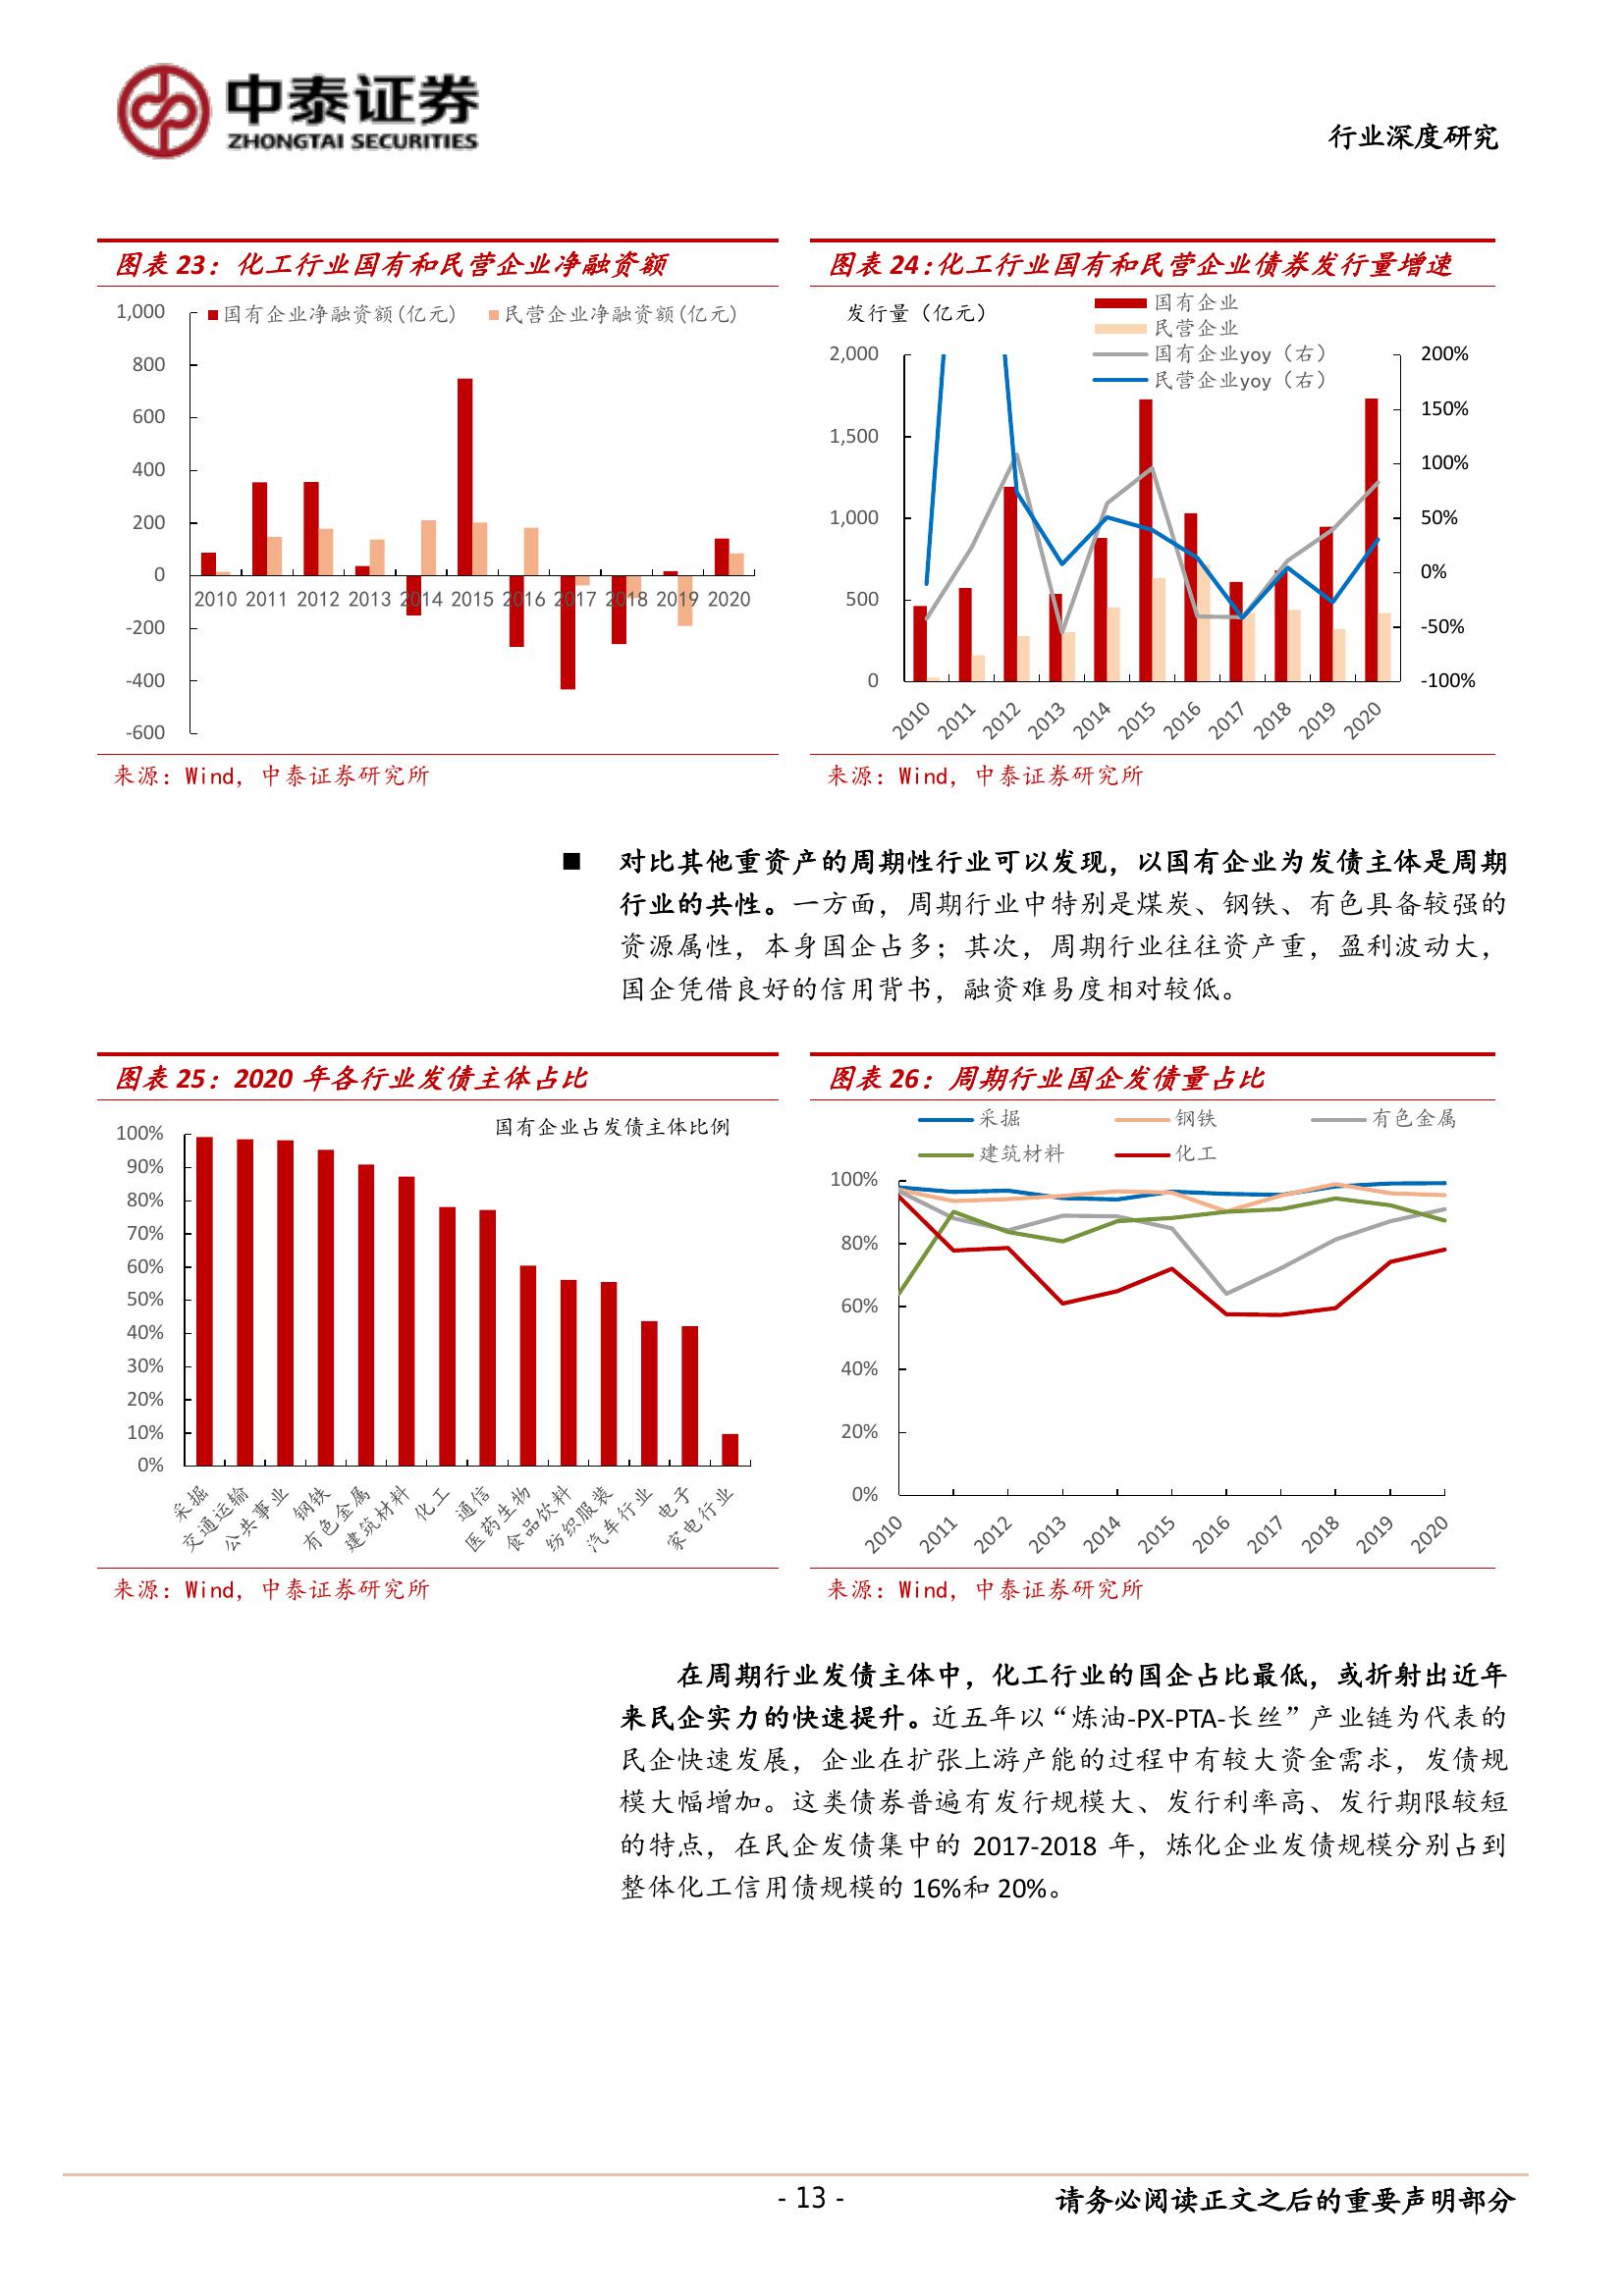 中泰证券
ZHONGTAI SECURITIES
行业深度研究
图表 23：化工行业国有和民营企业净融资额
国有企业净融资额(亿元) 民营企业净融资额(亿元)
1,000
800
600
400
200
0
-200
-400
-600
2010 2011 2012 2013 2014 2015 2016 2017 2018 2019 2020
来源：Wind，中泰证券研究所
图表 24：化工行业国有和民营企业债券发行量增速
发行量（亿元）
国有企业
民营企业
国有企业yoy（右）
民营企业yoy（右）
2,000
1,500
1,000
500
0
200%
150%
100%
50%
0%
-50%
-100%
2010 2011 2012 2013 2014 2015 2016 2017 2018 2019 2020
来源：Wind，中泰证券研究所
■ 对比其他重资产的周期性行业可以发现，以国有企业为发债主体是周期
行业的共性。一方面，周期行业中特别是煤炭、钢铁、有色具备较强的
资源属性，本身国企占多；其次，周期行业往往资产重，盈利波动大，
国企凭借良好的信用背书，融资难易度相对较低。
图表 25：2020 年各行业发债主体占比
国有企业占发债主体比例
100%
90%
80%
70%
60%
50%
40%
30%
20%
10%
0%
采掘 交通运输 公共事业 钢铁 有色金属 建筑材料 化工 通信 医药生物 食品饮料 纺织服装 汽车行业 电子 家电行业
来源：Wind，中泰证券研究所
图表 26：周期行业国企发债量占比
采掘 钢铁 有色金属
建筑材料 化工
100%
80%
60%
40%
20%
0%
2010 2011 2012 2013 2014 2015 2016 2017 2018 2019 2020
来源：Wind，中泰证券研究所
在周期行业发债主体中，化工行业的国企占比最低，或折射出近年
来民企实力的快速提升。近五年以“炼油-PX-PTA-长丝”产业链为代表的
民企快速发展，企业在扩张上游产能的过程中有较大资金需求，发债规
模大幅增加。这类债券普遍有发行规模大、发行利率高、发行期限较短
的特点，在民企发债集中的 2017-2018 年，炼化企业发债规模分别占到
整体化工信用债规模的 16%和 20%。
- 13 -
请务必阅读正文之后的重要声明部分